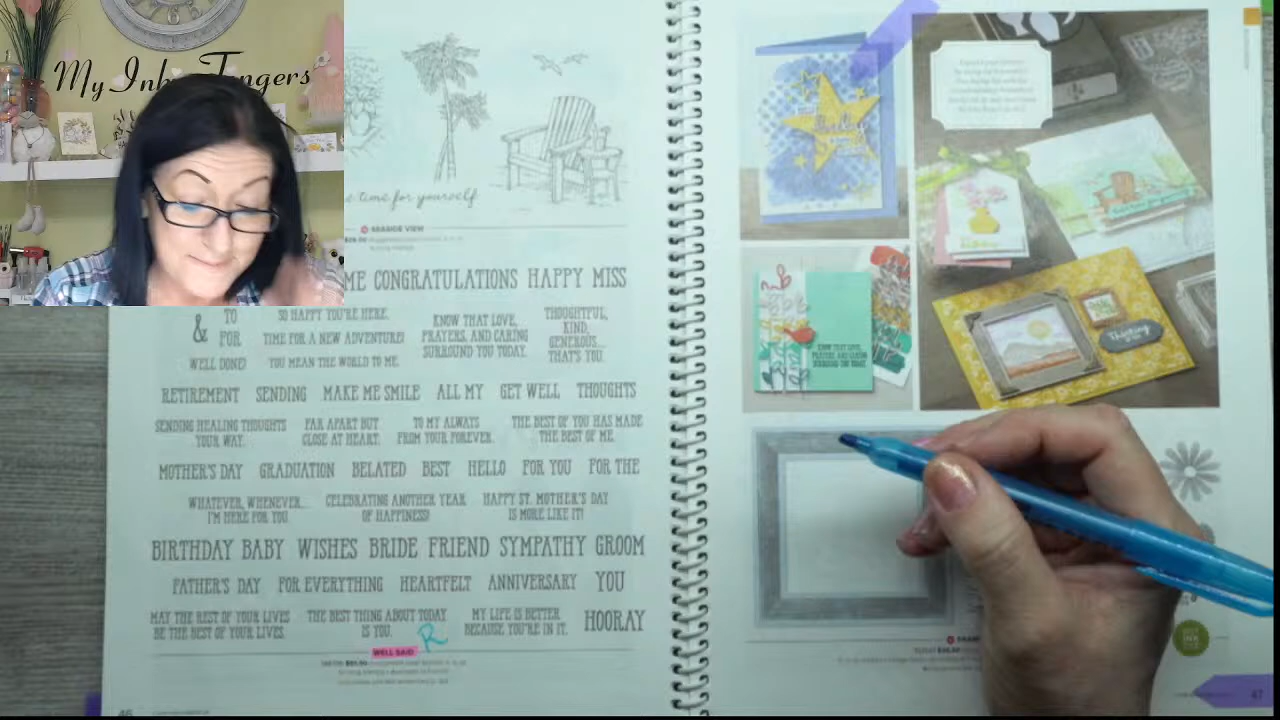 My Ink Fingers
e time for yourself
SEASIDE VIEW
ME CONGRATULATIONS HAPPY MISS
& TO FOR
SO HAPPY YOU'RE HERE.
TIME FOR A NEW ADVENTURE!
KNOW THAT LOVE,
PRAYERS, AND CARING
SURROUND YOU TODAY.
THOUGHTFUL,
KIND,
GENEROUS...
THAT'S YOU.
WELL DONE!
YOU MEAN THE WORLD TO ME.
RETIREMENT SENDING MAKE ME SMILE ALL MY GET WELL THOUGHTS
SENDING HEALING THOUGHTS
YOUR WAY.
FAR APART BUT
CLOSE AT HEART.
TO MY ALWAYS
FROM YOUR FOREVER.
THE BEST OF YOU HAS MADE
THE BEST OF ME.
MOTHER'S DAY GRADUATION BELATED BEST HELLO FOR YOU FOR THE
WHATEVER, WHENEVER...
I'M HERE FOR YOU.
CELEBRATING ANOTHER YEAR
OF HAPPINESS!
HAPPY ST. MOTHER'S DAY
IS MORE LIKE IT!
BIRTHDAY BABY WISHES BRIDE FRIEND SYMPATHY GROOM
FATHER'S DAY FOR EVERYTHING HEARTFELT ANNIVERSARY YOU
MAY THE REST OF YOUR LIVES
BE THE BEST OF YOUR LIVES.
THE BEST THING ABOUT TODAY
IS YOU.
MY LIFE IS BETTER
BECAUSE YOU'RE IN IT.
HOORAY
WELL SAID
R
46
KNOW THAT LOVE,
PRAYERS, AND CARING
SURROUND YOU TODAY.
Thinking
47